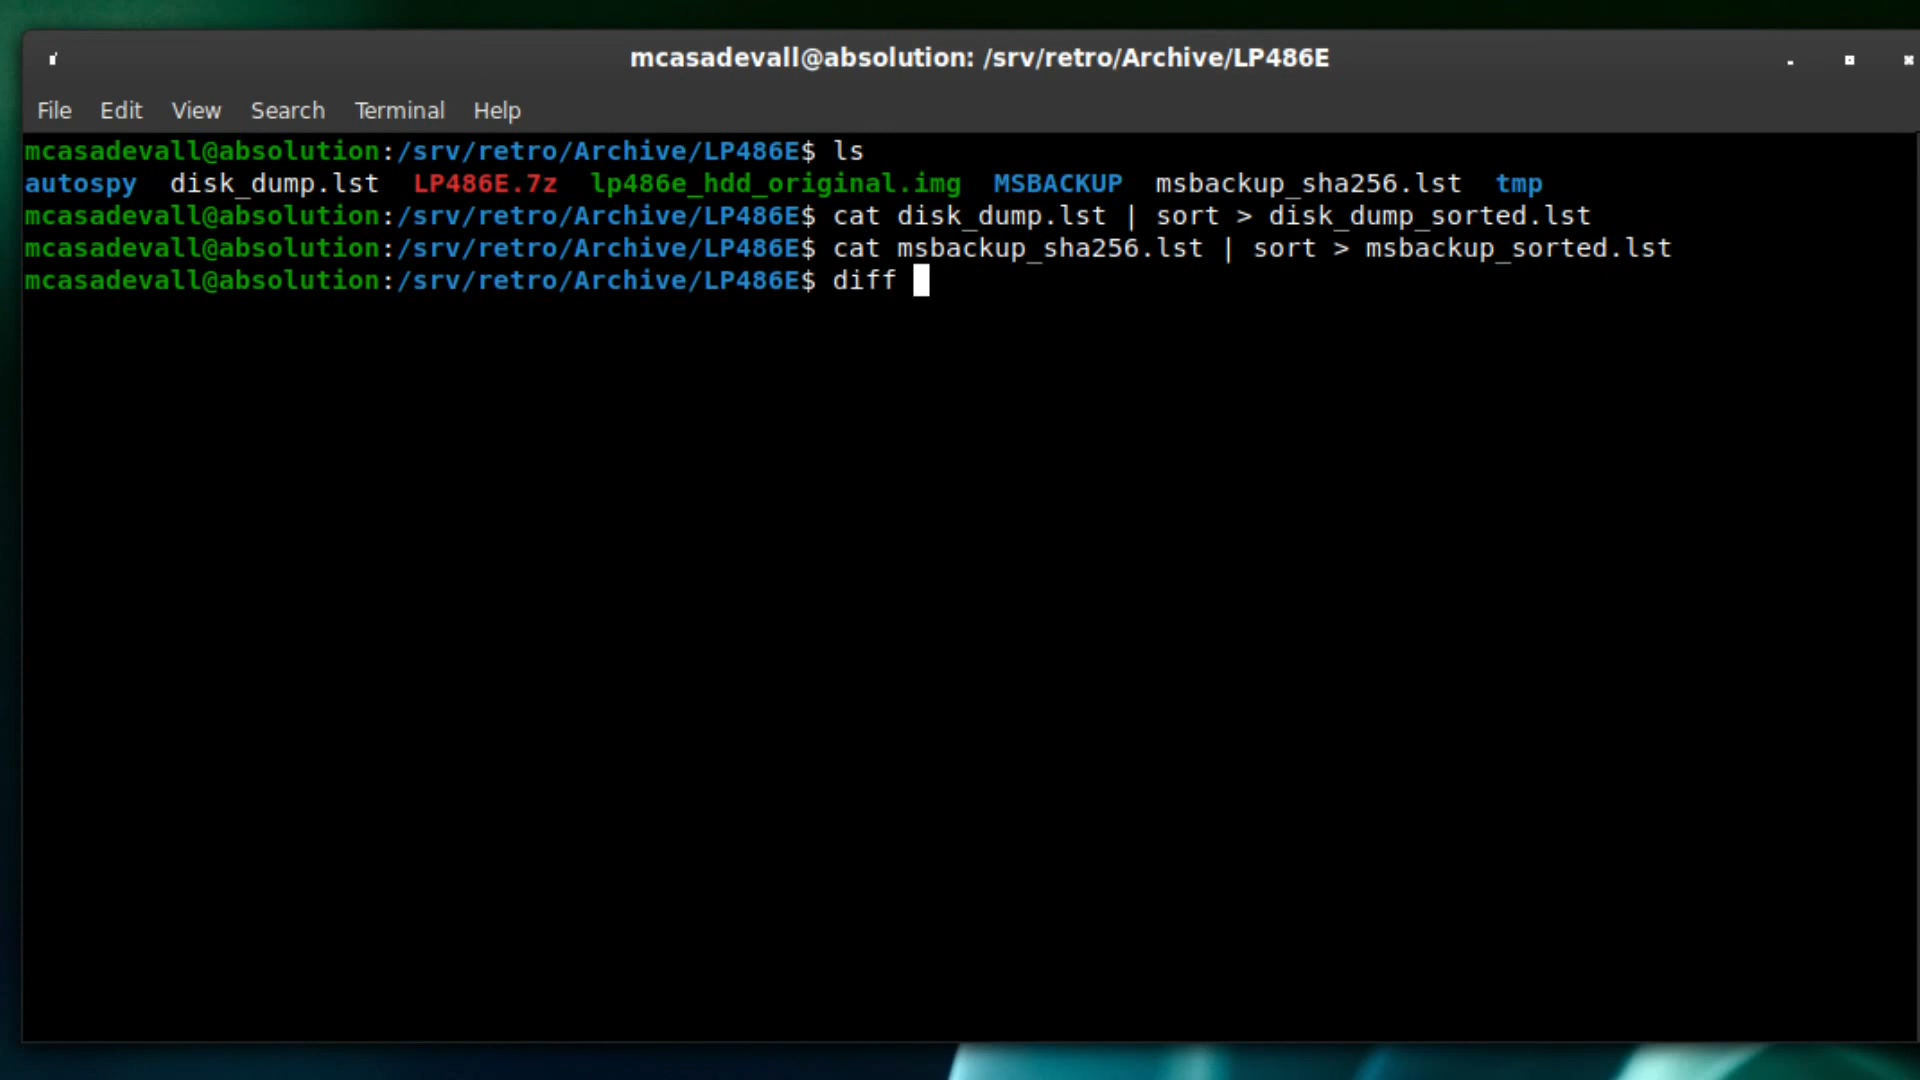 mcasadevall@absolution: /srv/retro/Archive/LP486E
File Edit View Search Terminal Help
mcasadevall@absolution:/srv/retro/Archive/LP486E$ ls
autospy disk_dump.lst LP486E.7z lp486e_hdd_original.img MSBACKUP msbackup_sha256.lst tmp
mcasadevall@absolution:/srv/retro/Archive/LP486E$ cat disk_dump.lst | sort > disk_dump_sorted.lst
mcasadevall@absolution:/srv/retro/Archive/LP486E$ cat msbackup_sha256.lst | sort > msbackup_sorted.lst
mcasadevall@absolution:/srv/retro/Archive/LP486E$ diff